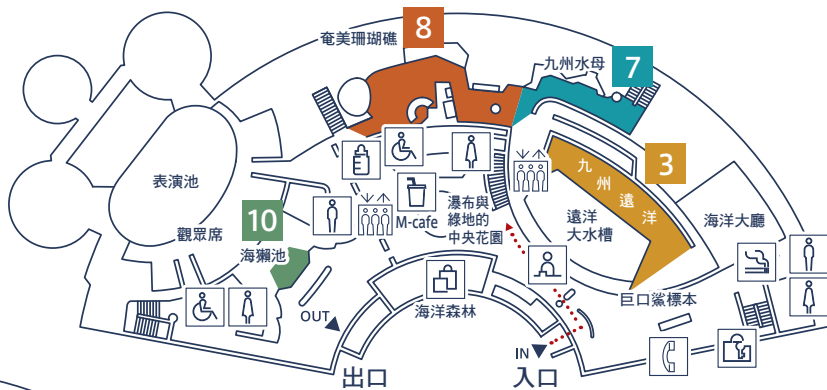 奄美珊瑚礁
8
九州水母
7
3
九州遠洋
表演池
觀眾席
10
海獺池
M-cafe
瀑布與
綠地的
中央花園
遠洋
大水槽
海洋大廳
巨口鯊標本
海洋森林
OUT
IN
出口
入口